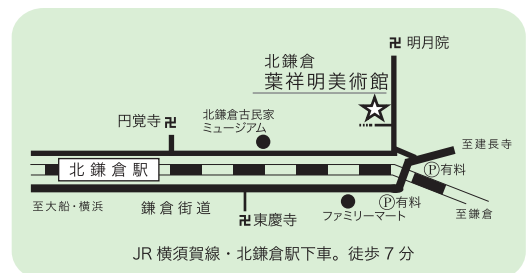 卍 明月院
北鎌倉
葉祥明美術館
円覚寺 卍
北鎌倉古民家
ミュージアム
至建長寺
北鎌倉駅
Ⓟ有料
至大船・横浜
鎌倉街道
卍東慶寺
ファミリーマート
Ⓟ有料
至鎌倉
JR 横須賀線・北鎌倉駅下車。徒歩 7 分